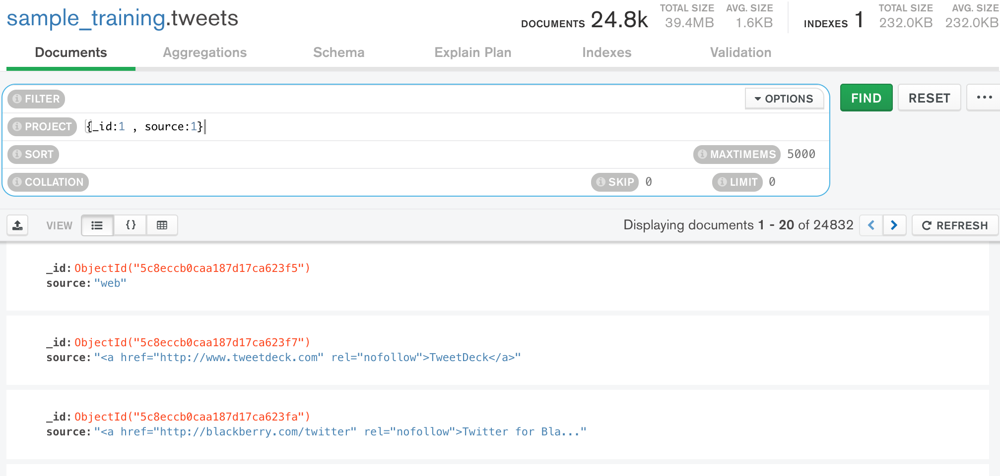 sample_training.tweets
DOCUMENTS 24.8k TOTAL SIZE 39.4MB AVG. SIZE 1.6KB INDEXES 1 TOTAL SIZE 232.0KB AVG. SIZE 232.0KB
Documents Aggregations Schema Explain Plan Indexes Validation
FILTER OPTIONS FIND RESET ...
PROJECT {_id:1 , source:1}
SORT MAXTIMEMS 5000
COLLATION SKIP 0 LIMIT 0
VIEW {} Displaying documents 1 - 20 of 24832 REFRESH
_id: ObjectId("5c8eccb0caa187d17ca623f5")
source: "web"
_id: ObjectId("5c8eccb0caa187d17ca623f7")
source: "<a href="http://www.tweetdeck.com" rel="nofollow">TweetDeck</a>"
_id: ObjectId("5c8eccb0caa187d17ca623fa")
source: "<a href="http://blackberry.com/twitter" rel="nofollow">Twitter for Bla..."